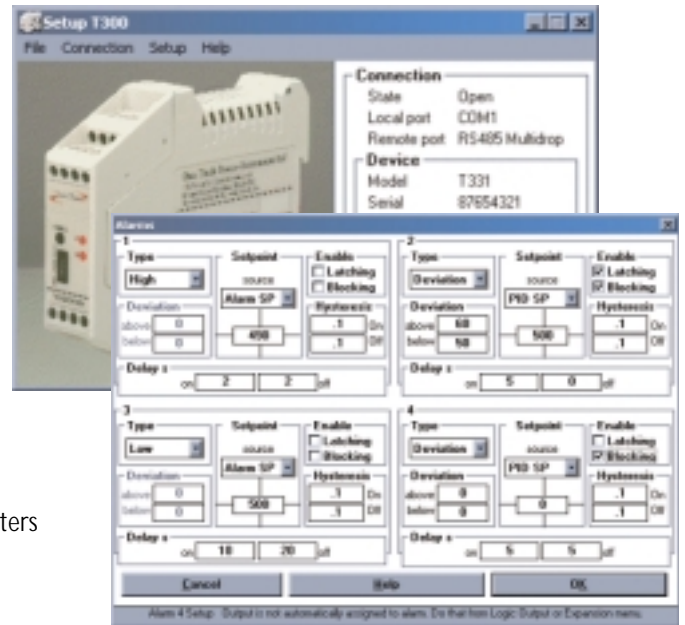 Setup T300
File Connection Setup Help
Connection
State Open
Local port COM1
Remote port RS485 Multidrop
Device
Model T331
Serial 87654321
Alarms
1
Type Setpoint Enable
High source Latching
Blocking
Alarm SP
Deviation Hysteresis
above 0 450 .1 On
below 0 .1 Off
Delay s
on 2 2 off
2
Type Setpoint Enable
Deviation source Latching
Blocking
PID SP
Deviation Hysteresis
above 60 500 .1 On
below 50 .1 Off
Delay s
on 5 0 off
3
Type Setpoint Enable
Low source Latching
Blocking
Alarm SP
Deviation Hysteresis
above 0 500 .1 On
below 0 .1 Off
Delay s
on 10 20 off
4
Type Setpoint Enable
Deviation source Latching
Blocking
PID SP
Deviation Hysteresis
above 0 0 .1 On
below 0 .1 Off
Delay s
on 5 5 off
Cancel Help OK
Alarm 4 Setup Output is not automatically assigned to alarm. Do that from Logic Output or Expansion menu.
ters